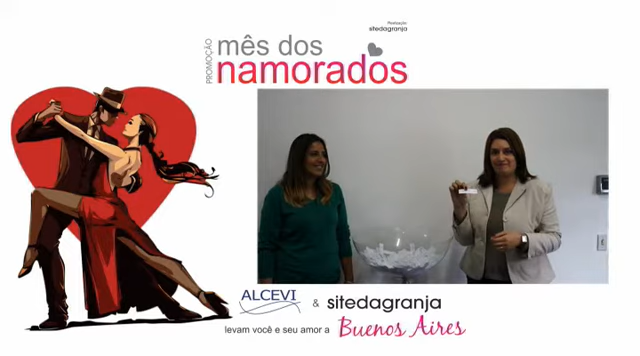 Realização
sitedagranja
PROMOÇÃO
mês dos
namorados
ALCEVI & sitedagranja
levam você e seu amor a Buenos Aires